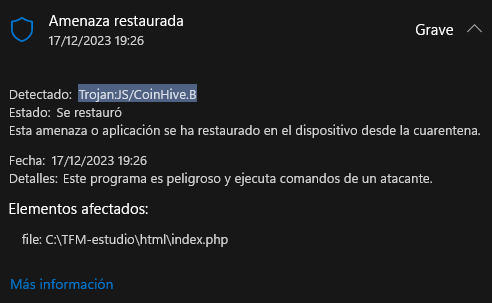 Amenaza restaurada
17/12/2023 19:26
Grave
Detectado: Trojan:JS/CoinHive.B
Estado: Se restauró
Esta amenaza o aplicación se ha restaurado en el dispositivo desde la cuarentena.
Fecha: 17/12/2023 19:26
Detalles: Este programa es peligroso y ejecuta comandos de un atacante.
Elementos afectados:
file: C:\TFM-estudio\html\index.php
Más información